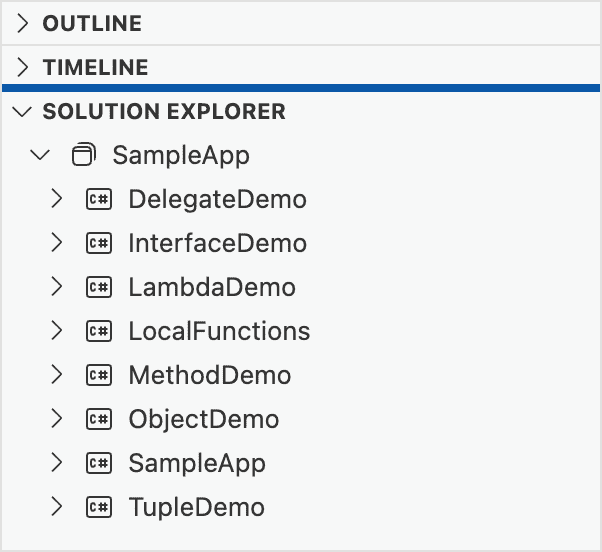 OUTLINE
TIMELINE
SOLUTION EXPLORER
SampleApp
C# DelegateDemo
C# InterfaceDemo
C# LambdaDemo
C# LocalFunctions
C# MethodDemo
C# ObjectDemo
C# SampleApp
C# TupleDemo